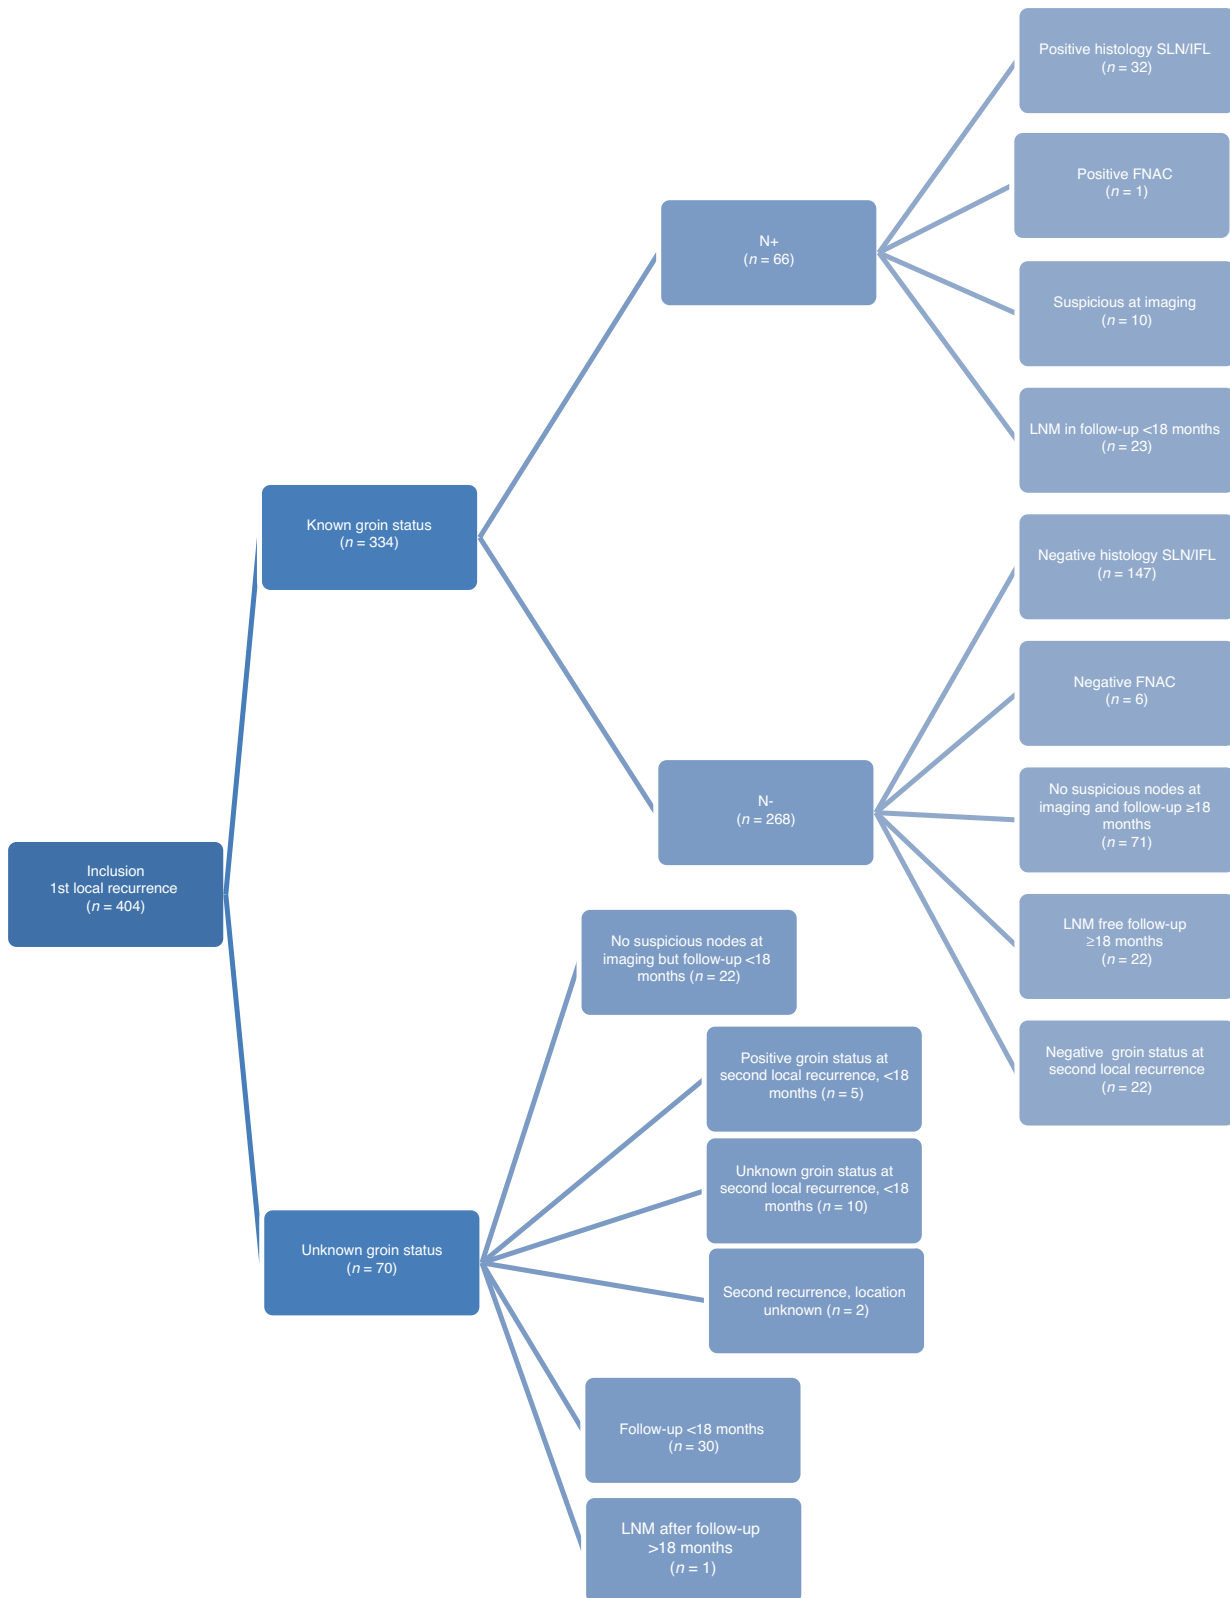 Inclusion
1st local recurrence
(n = 404)
Known groin status
(n = 334)
N+
(n = 66)
Positive histology SLN/IFL
(n = 32)
Positive FNAC
(n = 1)
Suspicious at imaging
(n = 10)
LNM in follow-up <18 months
(n = 23)
N-
(n = 268)
Negative histology SLN/IFL
(n = 147)
Negative FNAC
(n = 6)
No suspicious nodes at
imaging and follow-up ≥18
months
(n = 71)
LNM free follow-up
≥18 months
(n = 22)
Negative groin status at
second local recurrence
(n = 22)
Unknown groin status
(n = 70)
No suspicious nodes at
imaging but follow-up <18
months (n = 22)
Positive groin status at
second local recurrence, <18
months (n = 5)
Unknown groin status at
second local recurrence, <18
months (n = 10)
Second recurrence, location
unknown (n = 2)
Follow-up <18 months
(n = 30)
LNM after follow-up
>18 months
(n = 1)